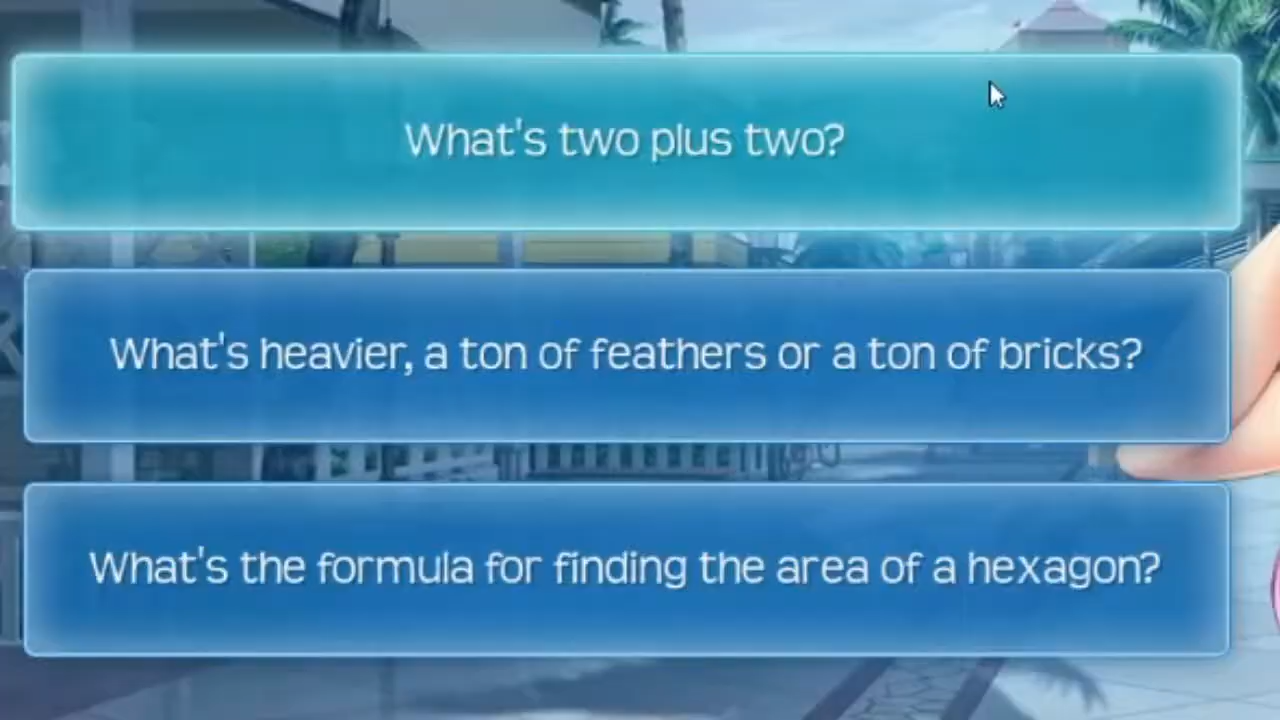 What's two plus two?
What's heavier, a ton of feathers or a ton of bricks?
What's the formula for finding the area of a hexagon?